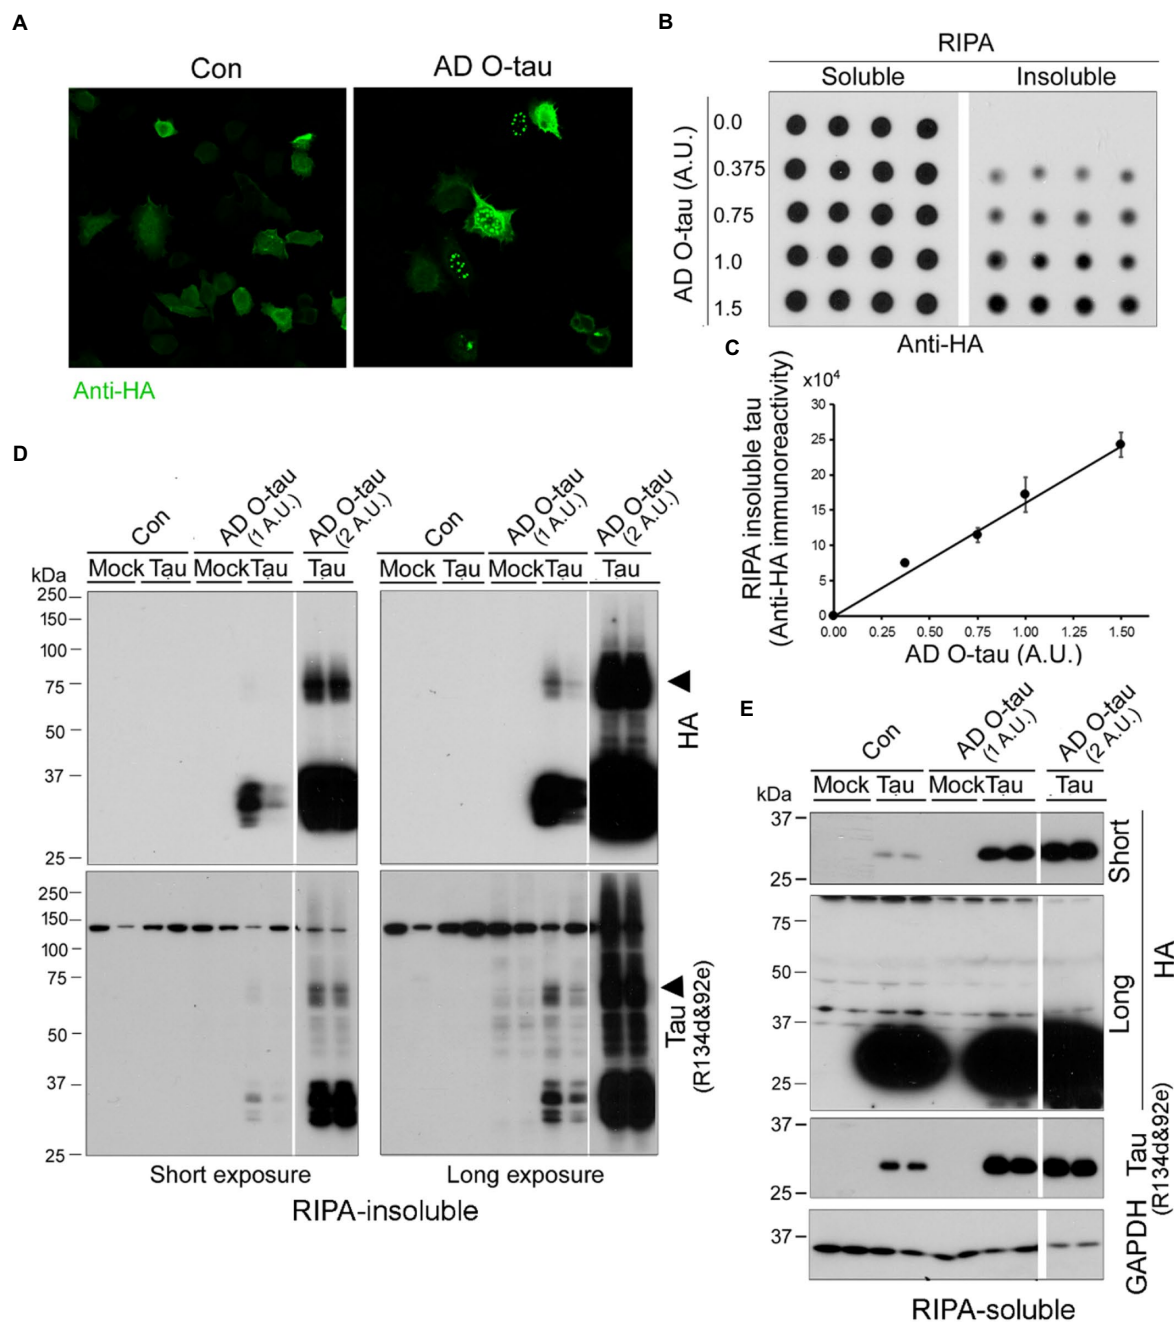 A
Con
AD O-tau
Anti-HA
B
RIPA
Soluble
Insoluble
AD O-tau (A.U.)
0.0
0.375
0.75
1.0
1.5
Anti-HA
C
RIPA insoluble tau
(Anti-HA immunoreactivity)
x10⁴
30
25
20
15
10
5
0
0.00
0.25
0.50
0.75
1.00
1.25
1.50
AD O-tau (A.U.)
D
Con
AD O-tau
(1 A.U.)
AD O-tau
(2 A.U.)
Con
AD O-tau
(1 A.U.)
AD O-tau
(2 A.U.)
Mock Tau Mock Tau Tau
Mock Tau Mock Tau Tau
kDa
250
150
100
75
50
37
25
HA
250
150
100
75
50
37
25
Tau
(R134d&92e)
Short exposure
Long exposure
RIPA-insoluble
E
Con
AD O-tau
(1 A.U.)
AD O-tau
(2 A.U.)
Mock Tau Mock Tau Tau
kDa
37
25
Short
75
50
37
25
Long
HA
37
25
Tau
(R134d&92e)
37
GAPDH
RIPA-soluble